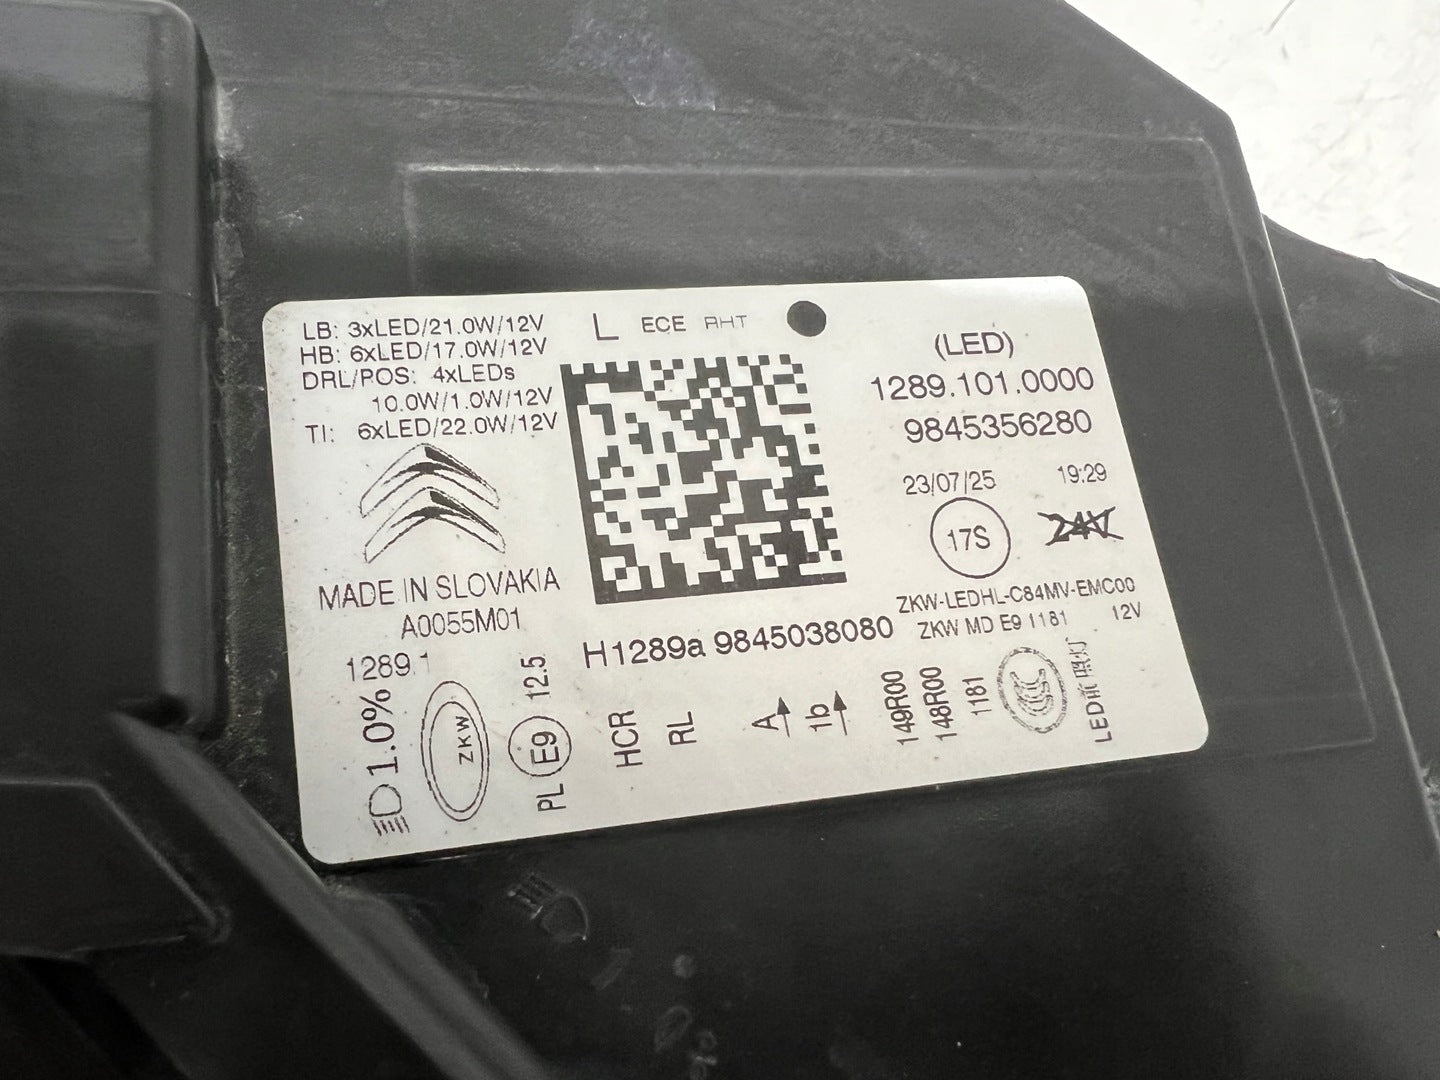 LB: 3xLED/21.0W/12V
HB: 6xLED/17.0W/12V
DRL/POS: 4xLEDs
10.0W/1.0W/12V
TI: 6xLED/22.0W/12V
MADE IN SLOVAKIA
A0055M01
1289 1
L ECE RHT
(LED)
1289.101.0000
9845356280
23/07/25 19:29
17S 24V
ZKW-LEDHL-C84MV-EMC00
ZKW MD E9 1181 12V
H1289a 9845038080
1.0%
ZKW
PL E9 12.5
HCR
RL
A
1b
149R00
148R00
1181
LED